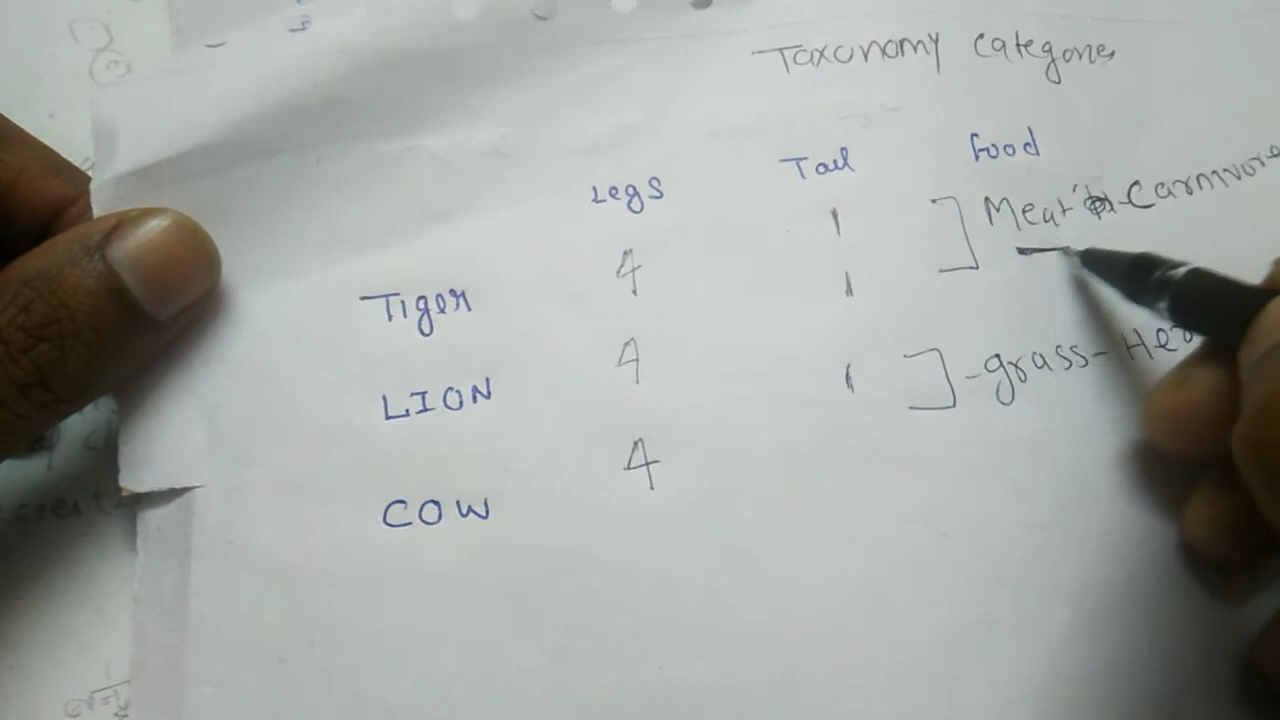 Taxonomy Categories
Legs Tail Food
Tiger 4 1 ] Meat - Carnivore
LION 4 1
COW 4 1 ] - grass - Her